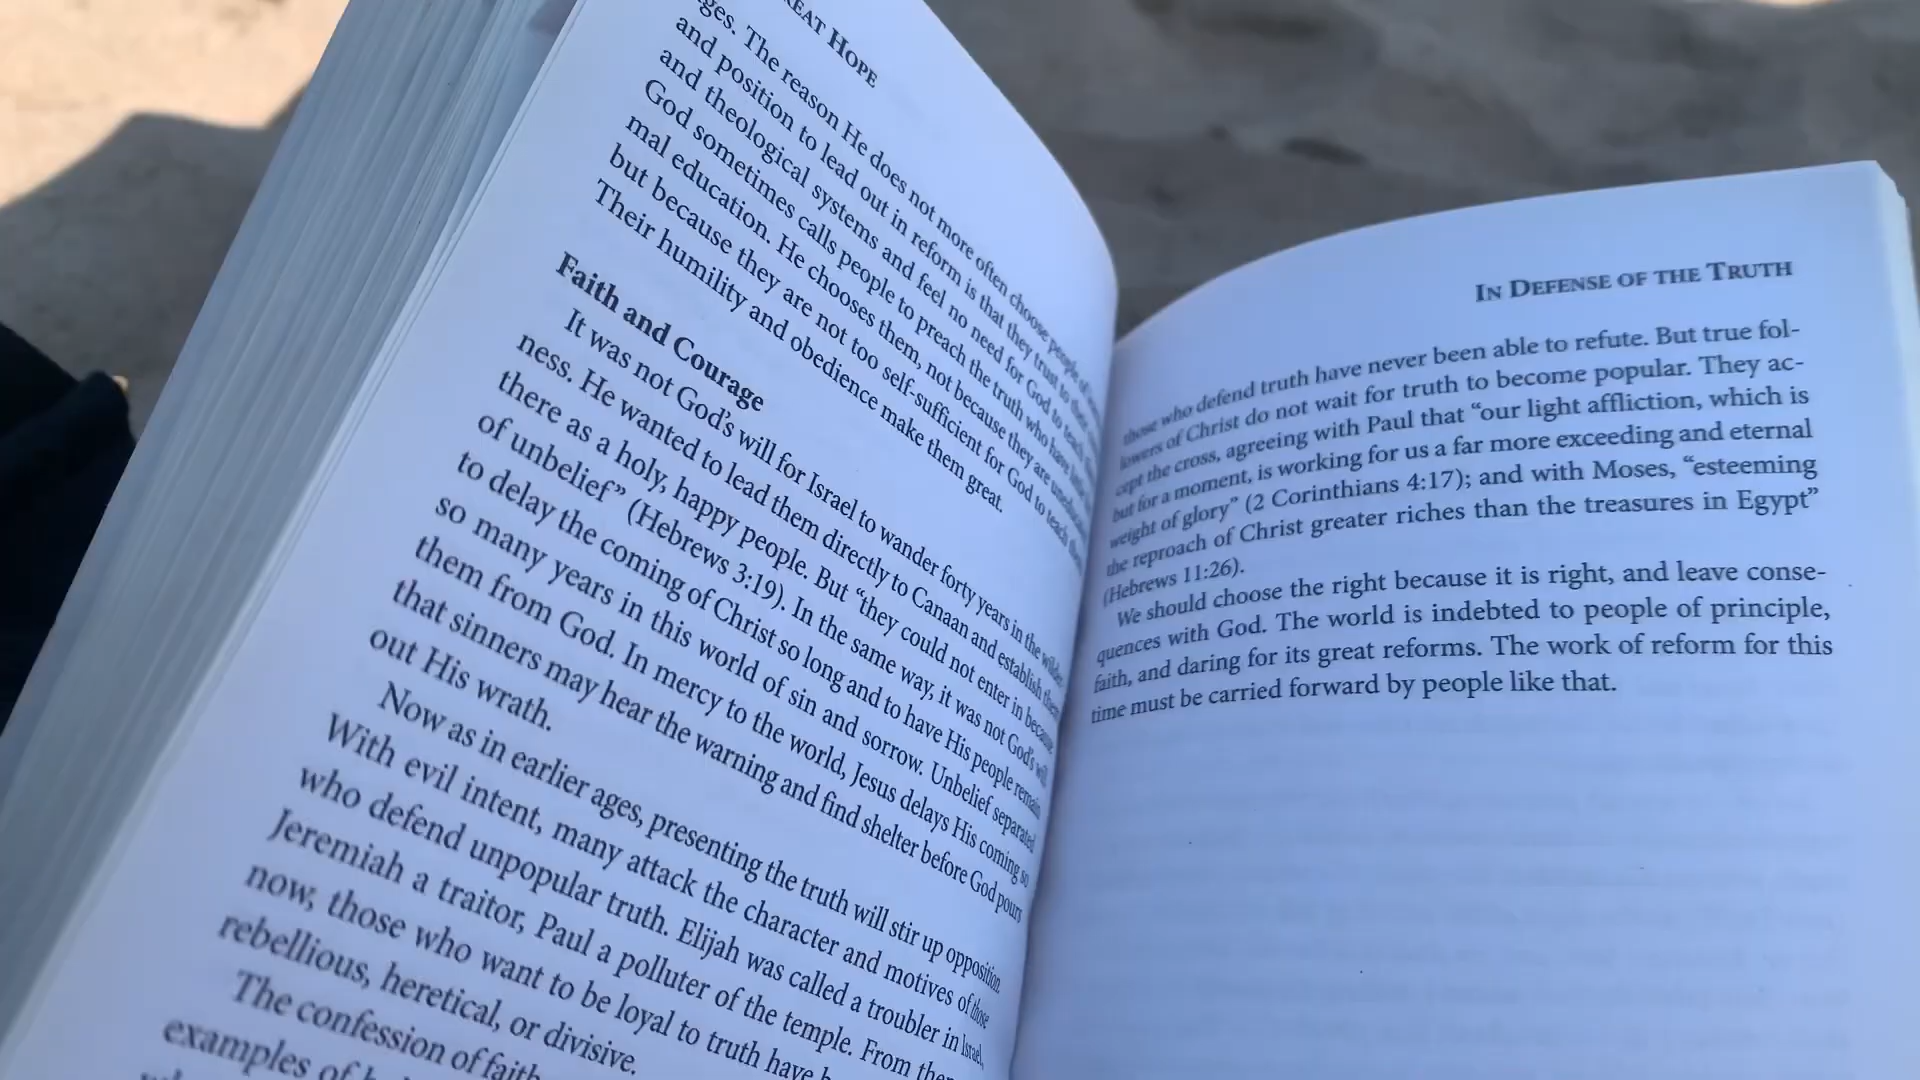 REAT HOPE
ges. The reason He does not more often choose people of
and position to lead out in reform is that they trust to their
and theological systems and feel no need for God to teach
God sometimes calls people to preach the truth who have little
mal education. He chooses them, not because they are uneducated
but because they are not too self-sufficient for God to teach them
Their humility and obedience make them great.
Faith and Courage
It was not God's will for Israel to wander forty years in the wilder-
ness. He wanted to lead them directly to Canaan and establish them
there as a holy, happy people. But “they could not enter in because
of unbelief” (Hebrews 3:19). In the same way, it was not God's will
to delay the coming of Christ so long and to have His people remain
so many years in this world of sin and sorrow. Unbelief separated
them from God. In mercy to the world, Jesus delays His coming so
that sinners may hear the warning and find shelter before God pours
out His wrath.
Now as in earlier ages, presenting the truth will stir up opposition.
With evil intent, many attack the character and motives of those
who defend unpopular truth. Elijah was called a troubler in Israel,
Jeremiah a traitor, Paul a polluter of the temple. From then
now, those who want to be loyal to truth have
rebellious, heretical, or divisive.
The confession of faith
examples of
IN DEFENSE OF THE TRUTH
those who defend truth have never been able to refute. But true fol-
lowers of Christ do not wait for truth to become popular. They ac-
cept the cross, agreeing with Paul that “our light affliction, which is
but for a moment, is working for us a far more exceeding and eternal
weight of glory” (2 Corinthians 4:17); and with Moses, “esteeming
the reproach of Christ greater riches than the treasures in Egypt”
(Hebrews 11:26).
We should choose the right because it is right, and leave conse-
quences with God. The world is indebted to people of principle,
faith, and daring for its great reforms. The work of reform for this
time must be carried forward by people like that.